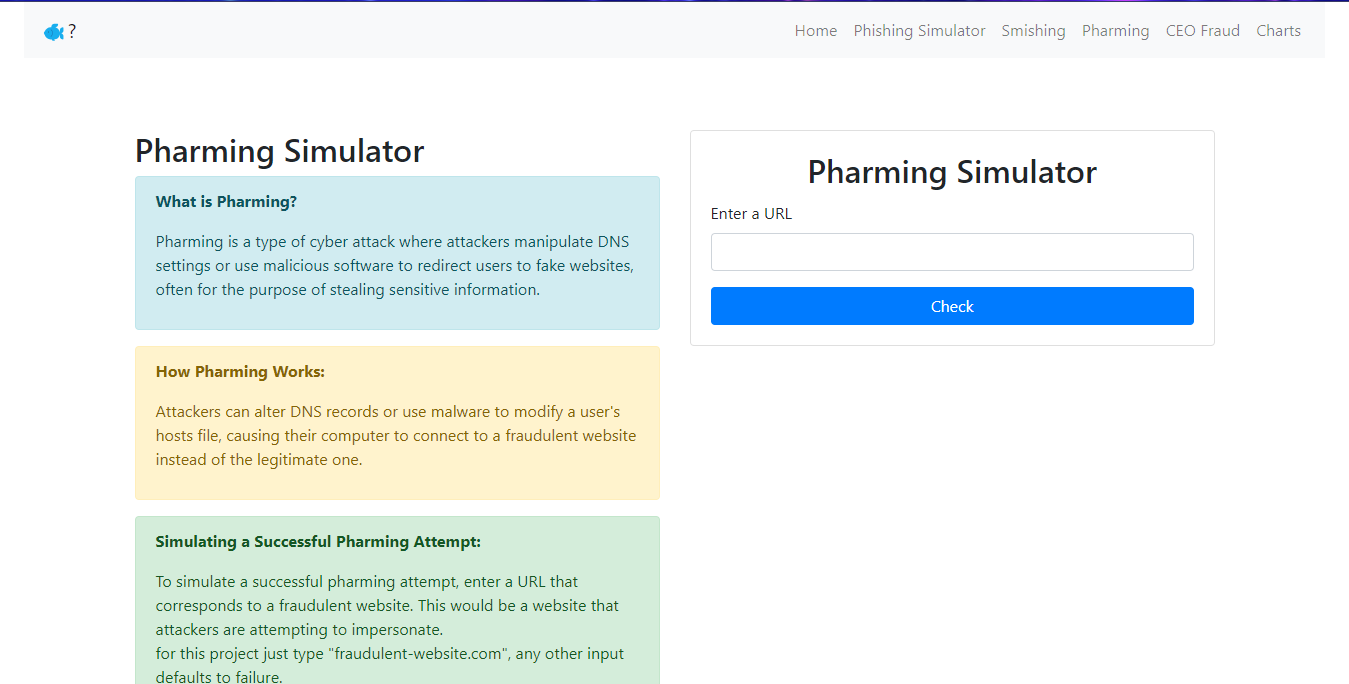 ?
Home Phishing Simulator Smishing Pharming CEO Fraud Charts
Pharming Simulator
What is Pharming?
Pharming is a type of cyber attack where attackers manipulate DNS
settings or use malicious software to redirect users to fake websites,
often for the purpose of stealing sensitive information.
How Pharming Works:
Attackers can alter DNS records or use malware to modify a user's
hosts file, causing their computer to connect to a fraudulent website
instead of the legitimate one.
Simulating a Successful Pharming Attempt:
To simulate a successful pharming attempt, enter a URL that
corresponds to a fraudulent website. This would be a website that
attackers are attempting to impersonate.
for this project just type "fraudulent-website.com", any other input
defaults to failure.
Pharming Simulator
Enter a URL
Check